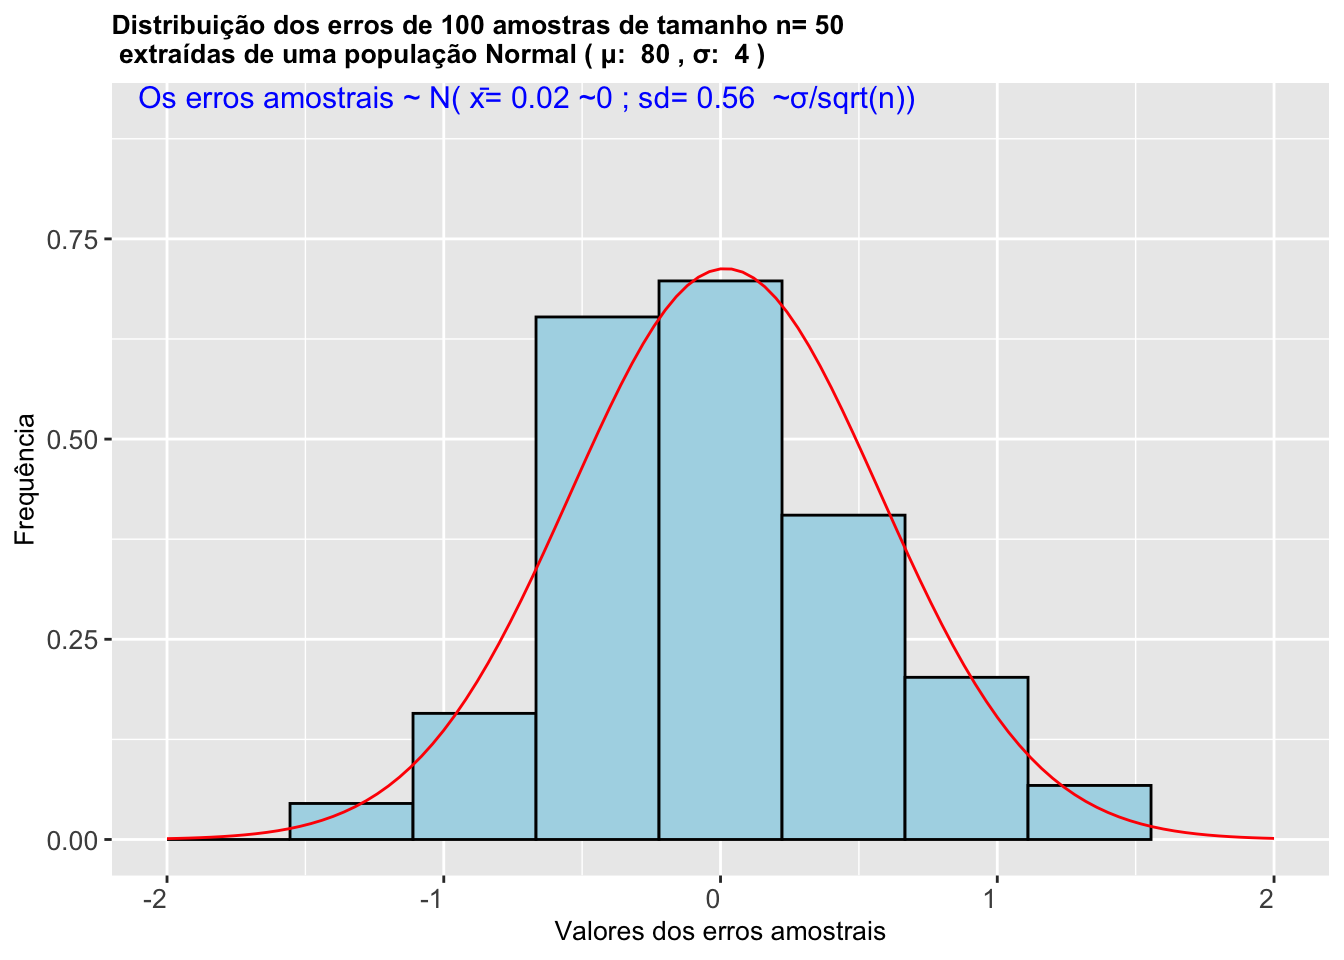 Distribuição dos erros de 100 amostras de tamanho n= 50
extraídas de uma população Normal ( μ:  80 , σ:  4 )
Os erros amostrais ~ N( x̄= 0.02 ~0 ; sd= 0.56  ~σ/sqrt(n))
Frequência
0.75
0.50
0.25
0.00
-2
-1
0
1
2
Valores dos erros amostrais